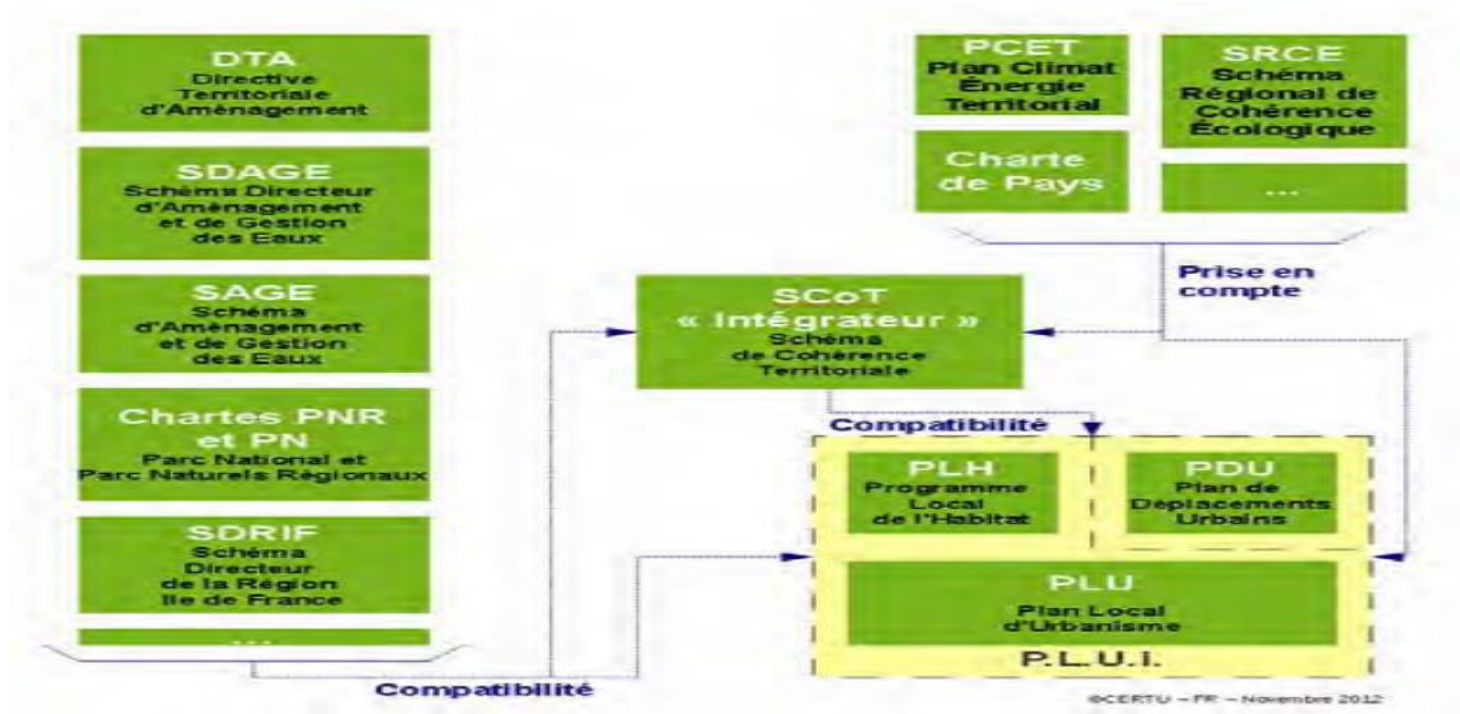 DTA
Directive
Territoriale
d'Aménagement
SDAGE
Schéma Directeur
d'Aménagement
et de Gestion
des Eaux
SAGE
Schéma
d'Aménagement
et de Gestion
des Eaux
Chartes PNR
et PN
Parc National et
Parc Naturels Régionaux
SDRIF
Schéma
Directeur
de la Région
Ile de France
...
Compatibilité
PCET
Plan Climat
Énergie
Territorial
SRCE
Schéma
Régional de
Cohérence
Écologique
Charte
de Pays
...
Prise en
compte
SCoT
« Intégrateur »
Schéma
de Cohérence
Territoriale
Compatibilité
PLH
Programme
Local
de l'Habitat
PDU
Plan de
Déplacements
Urbains
PLU
Plan Local
d'Urbanisme
P.L.U.i.
©CERTU – FR – Novembre 2012